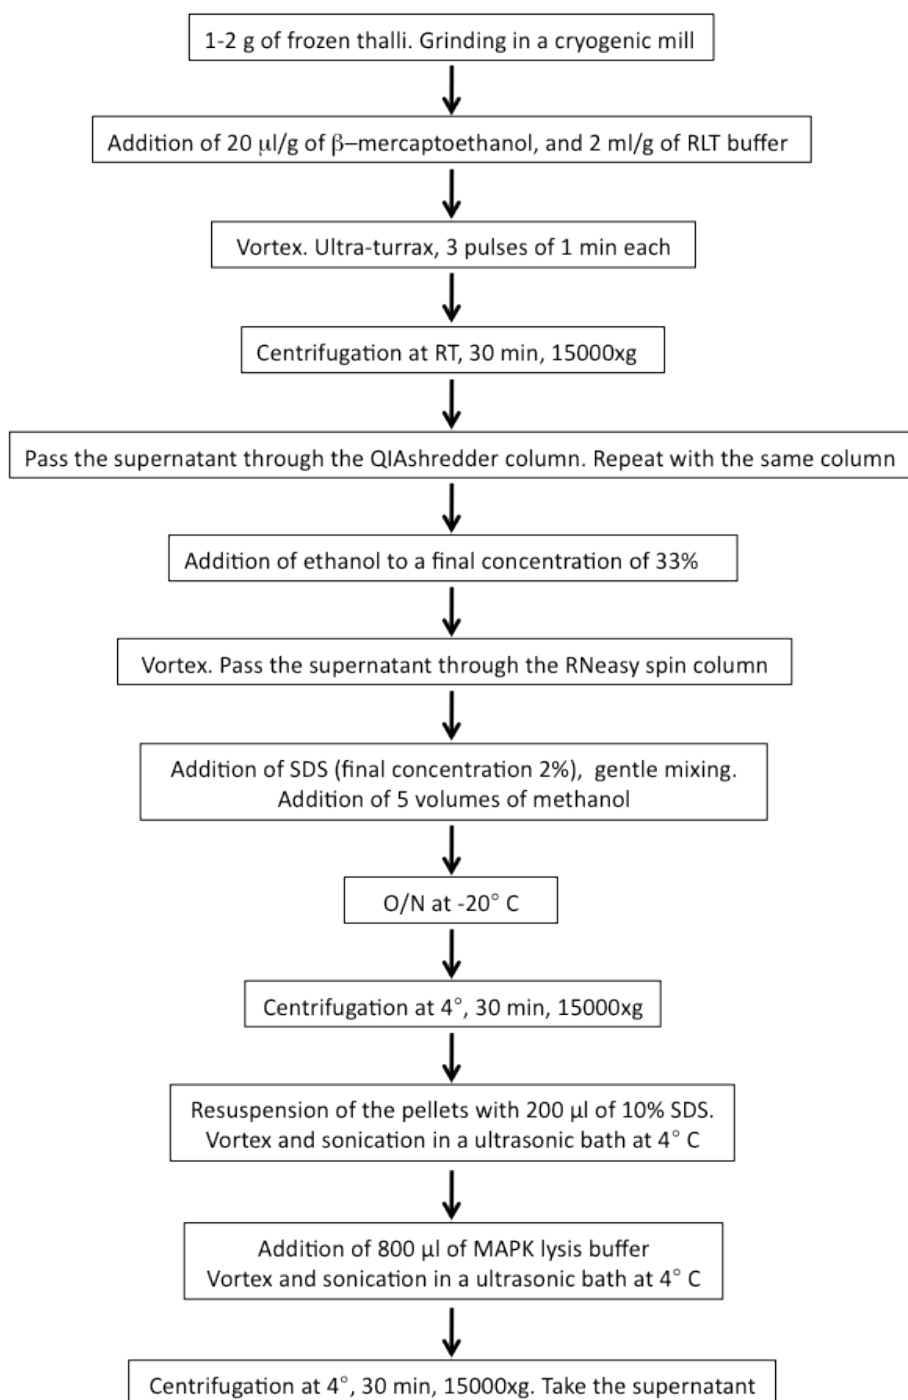 1-2 g of frozen thalli. Grinding in a cryogenic mill
Addition of 20 μl/g of β–mercaptoethanol, and 2 ml/g of RLT buffer
Vortex. Ultra-turrax, 3 pulses of 1 min each
Centrifugation at RT, 30 min, 15000xg
Pass the supernatant through the QIAshredder column. Repeat with the same column
Addition of ethanol to a final concentration of 33%
Vortex. Pass the supernatant through the RNeasy spin column
Addition of SDS (final concentration 2%), gentle mixing.
Addition of 5 volumes of methanol
O/N at -20° C
Centrifugation at 4°, 30 min, 15000xg
Resuspension of the pellets with 200 μl of 10% SDS.
Vortex and sonication in a ultrasonic bath at 4° C
Addition of 800 μl of MAPK lysis buffer
Vortex and sonication in a ultrasonic bath at 4° C
Centrifugation at 4°, 30 min, 15000xg. Take the supernatant